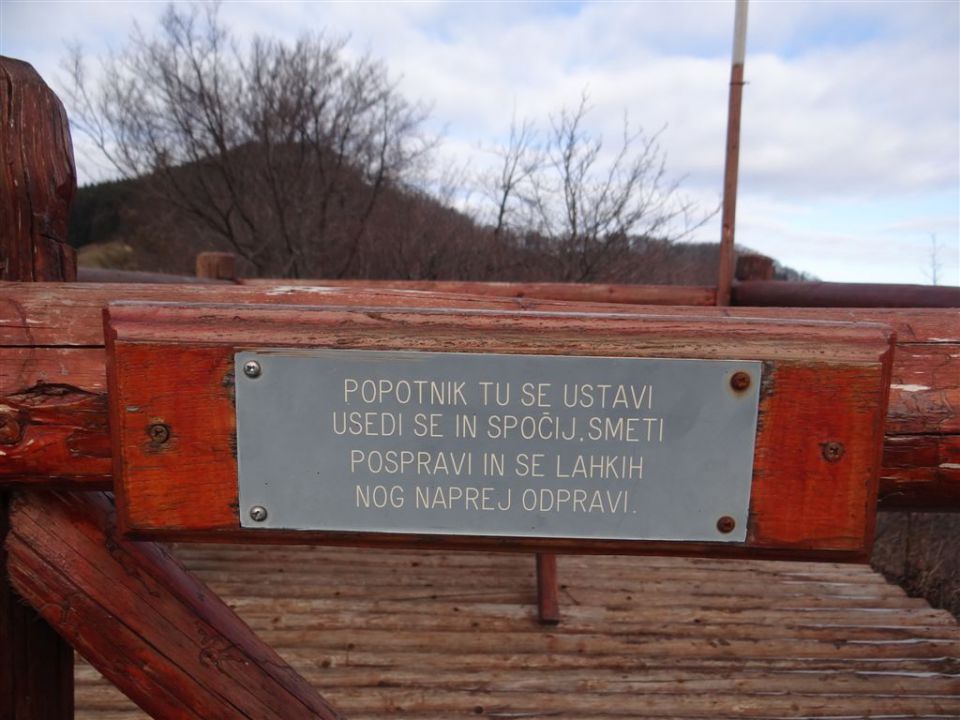 POPOTNIK TU SE USTAVI
USEDI SE IN SPOČIJ,SMETI
POSPRAVI IN SE LAHKIH
NOG NAPREJ ODPRAVI.